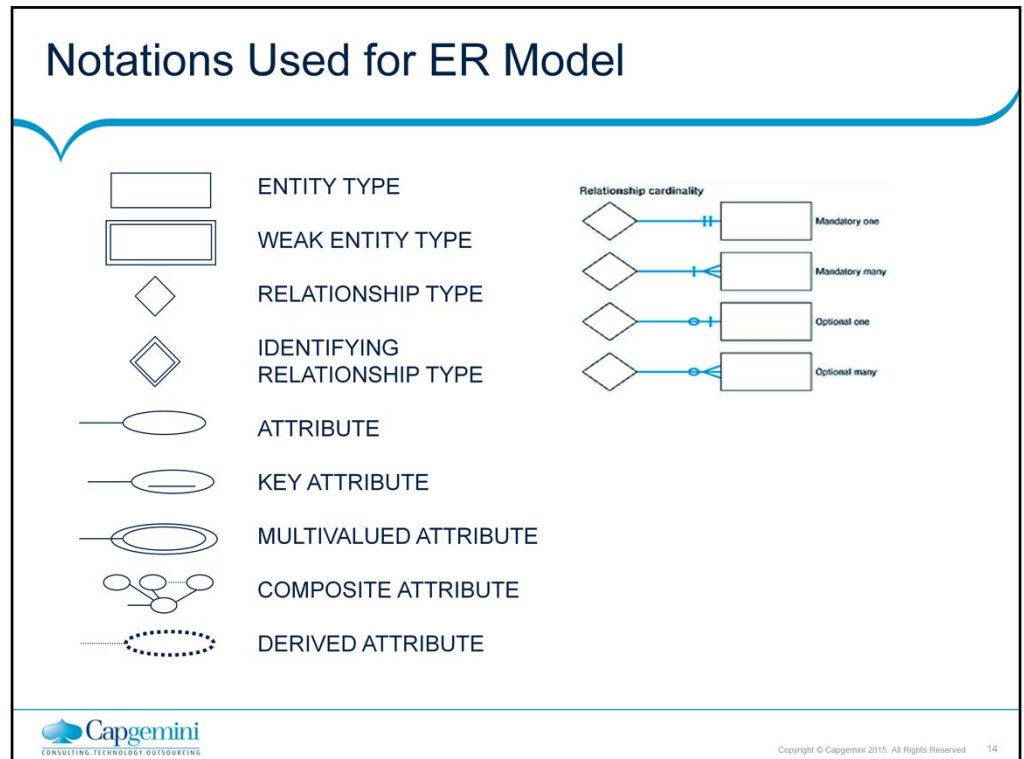 Notations Used for ER Model
ENTITY TYPE
WEAK ENTITY TYPE
RELATIONSHIP TYPE
IDENTIFYING
RELATIONSHIP TYPE
ATTRIBUTE
KEY ATTRIBUTE
MULTIVALUED ATTRIBUTE
COMPOSITE ATTRIBUTE
DERIVED ATTRIBUTE
Relationship cardinality
Mandatory one
Mandatory many
Optional one
Optional many
Capgemini
CONSULTING.TECHNOLOGY.OUTSOURCING
Copyright © Capgemini 2015. All Rights Reserved 14